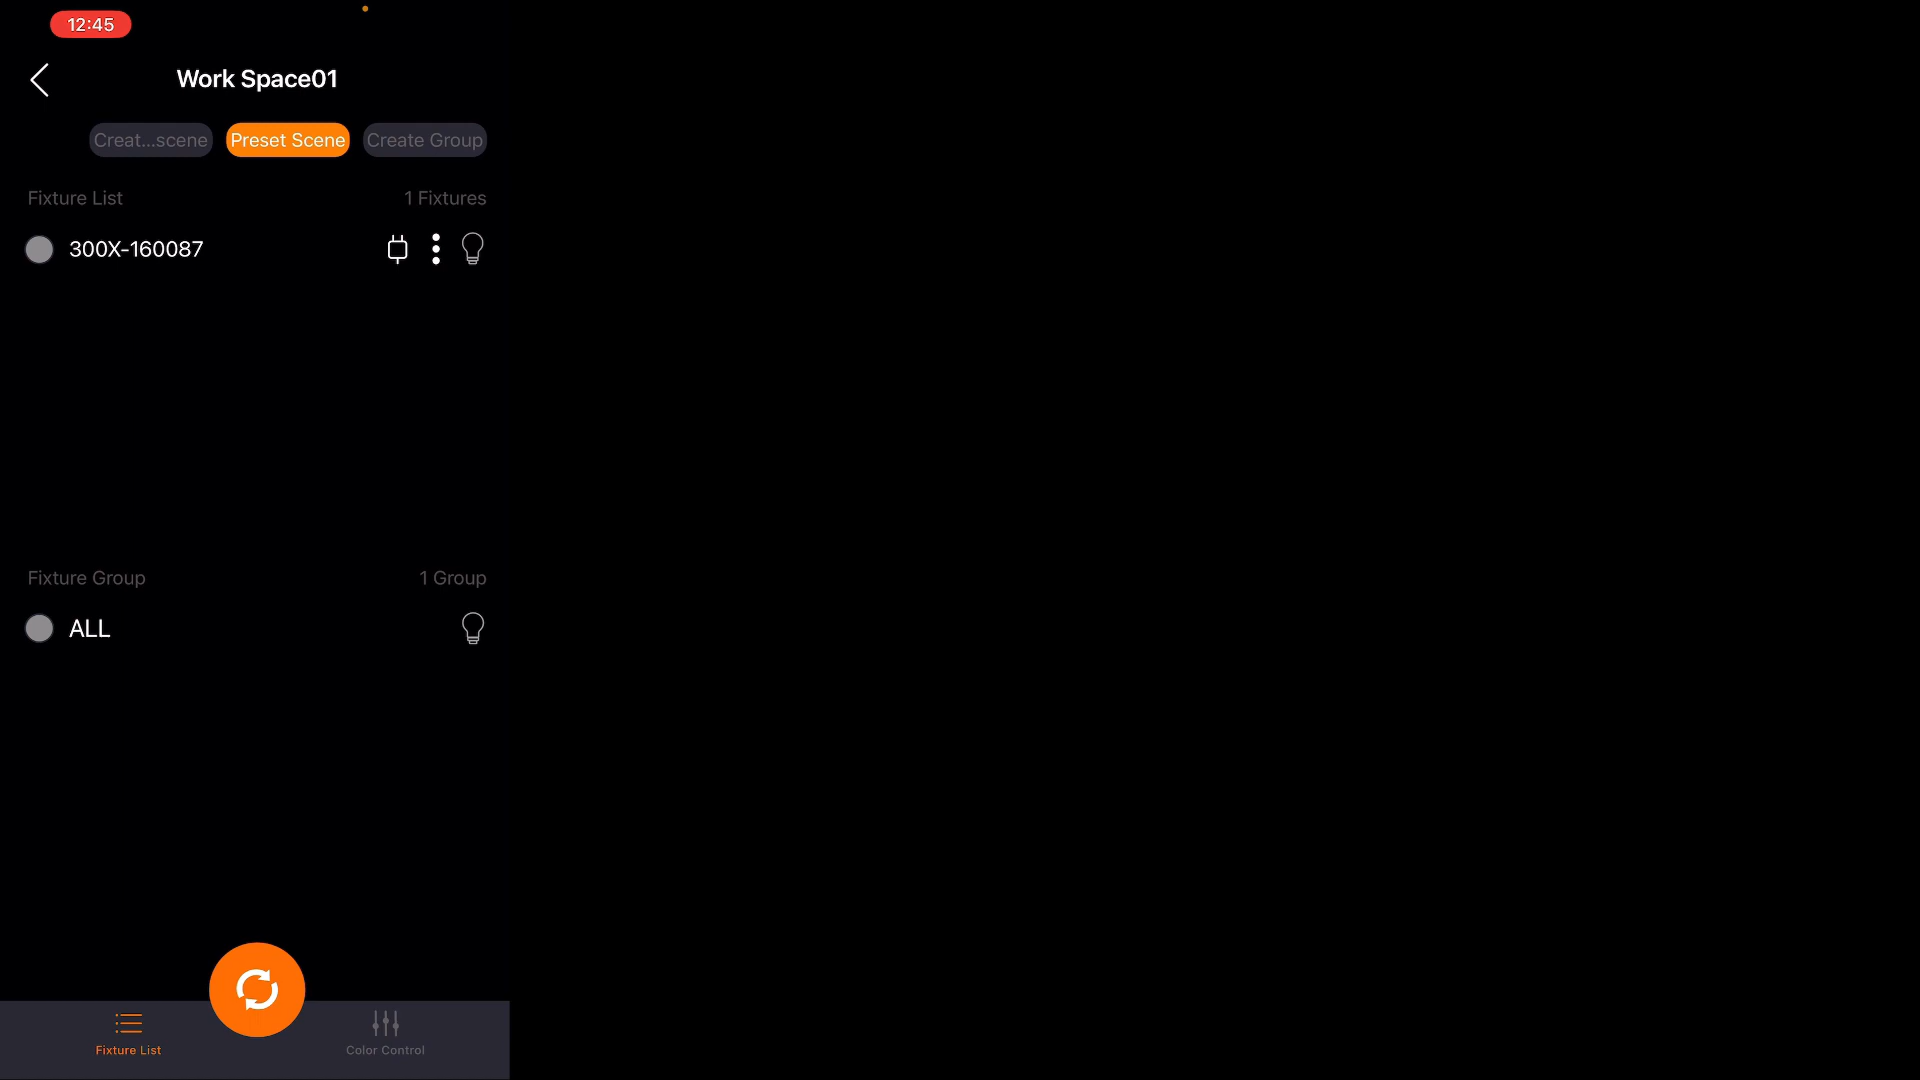 12:45
Work Space01
Creat...scene Preset Scene Create Group
Fixture List 1 Fixtures
300X-160087
Fixture Group 1 Group
ALL
Fixture List Color Control